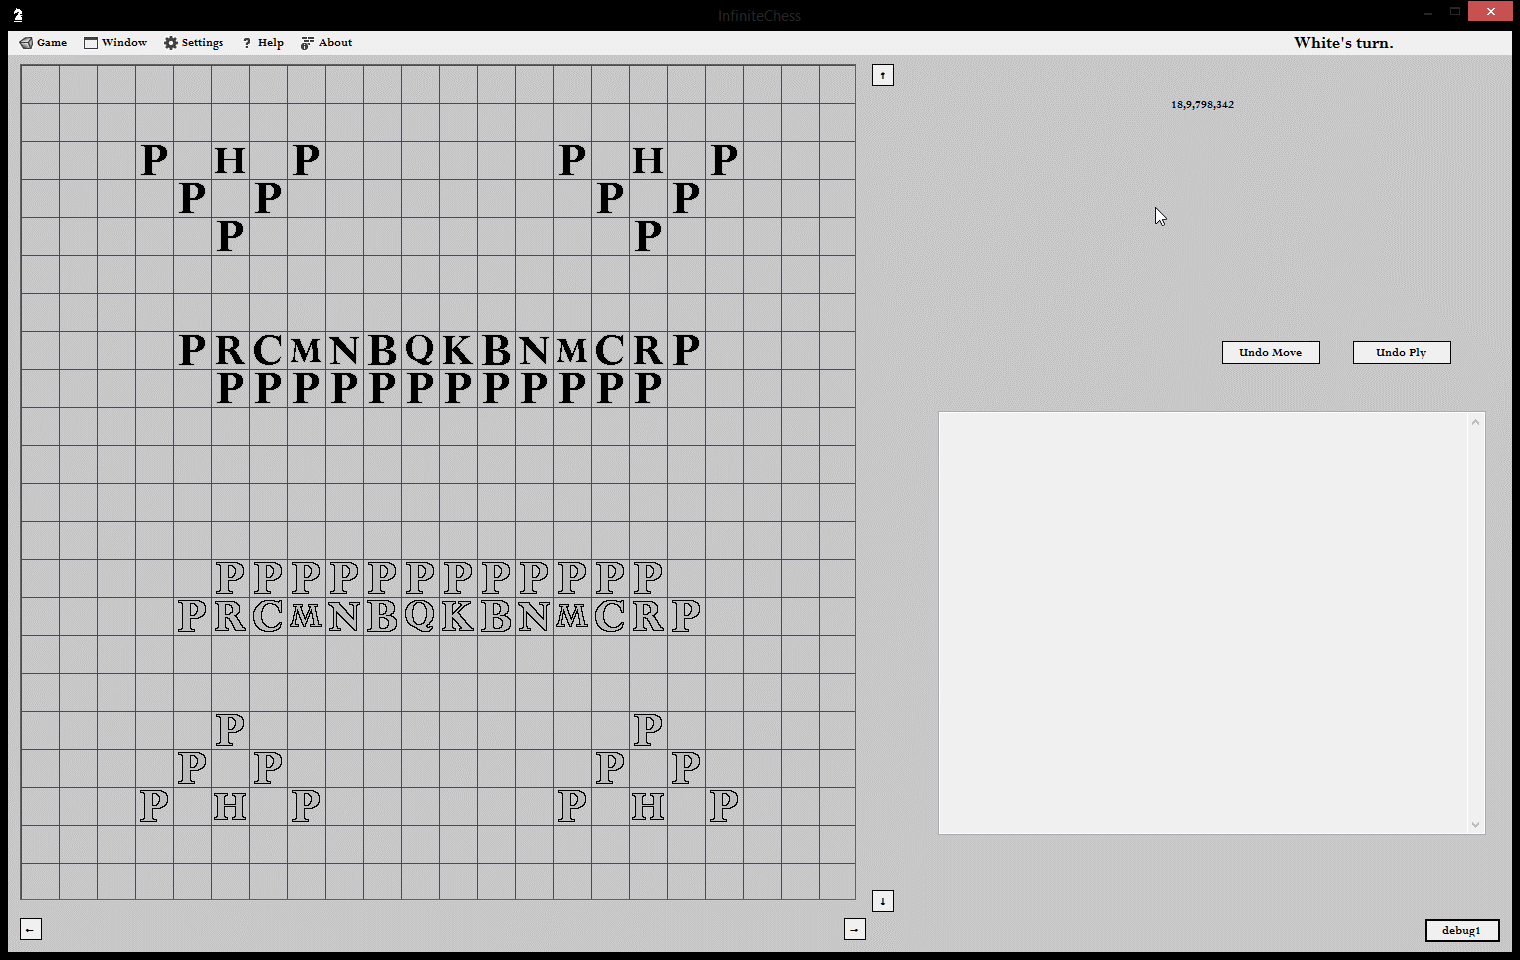 InfiniteChess
Game Window Settings ? Help About White's turn.
↑
18,9,798,342
P H P P H P
P P P P
P P
P R C M N B Q K B N M C R P
Undo Move Undo Ply
P P P P P P P P P P P P
P P P P P P P P P P P P
P R C M N B Q K B N M C R P
P P
P P P P
P H P P H P
↓
← →
debug1